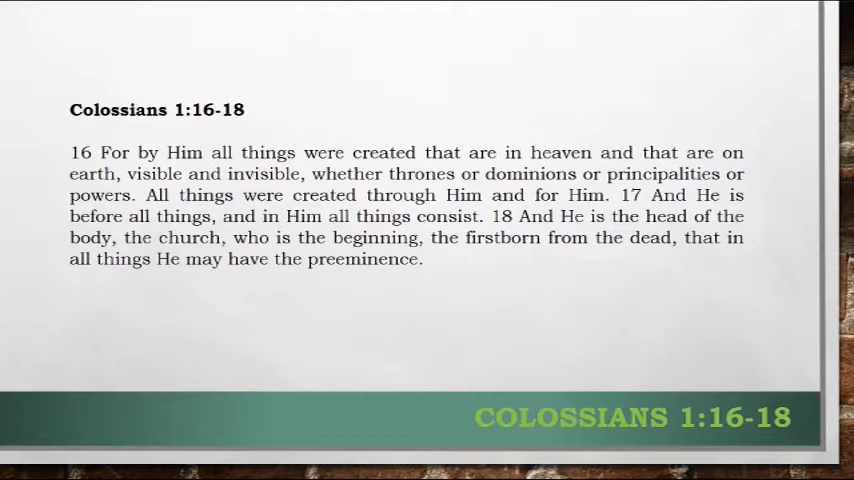 Colossians 1:16-18
16 For by Him all things were created that are in heaven and that are on
earth, visible and invisible, whether thrones or dominions or principalities or
powers. All things were created through Him and for Him. 17 And He is
before all things, and in Him all things consist. 18 And He is the head of the
body, the church, who is the beginning, the firstborn from the dead, that in
all things He may have the preeminence.
COLOSSIANS 1:16-18